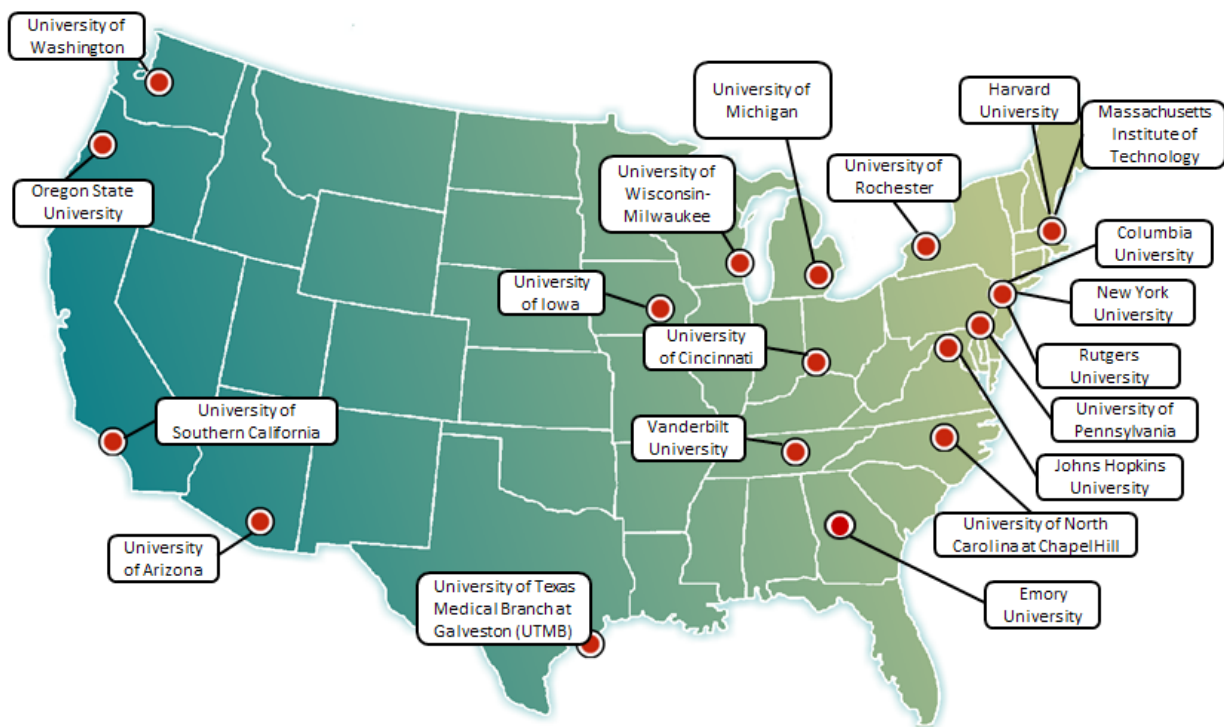 University of
Washington
Oregon State
University
University of
Southern California
University
of Arizona
University of Texas
Medical Branch at
Galveston (UTMB)
University
of Iowa
University of
Wisconsin-
Milwaukee
University of
Michigan
University
of Cincinnati
Vanderbilt
University
University of
Rochester
Harvard
University
Massachusetts
Institute of
Technology
Columbia
University
New York
University
Rutgers
University
University of
Pennsylvania
Johns Hopkins
University
University of North
Carolina at Chapel Hill
Emory
University